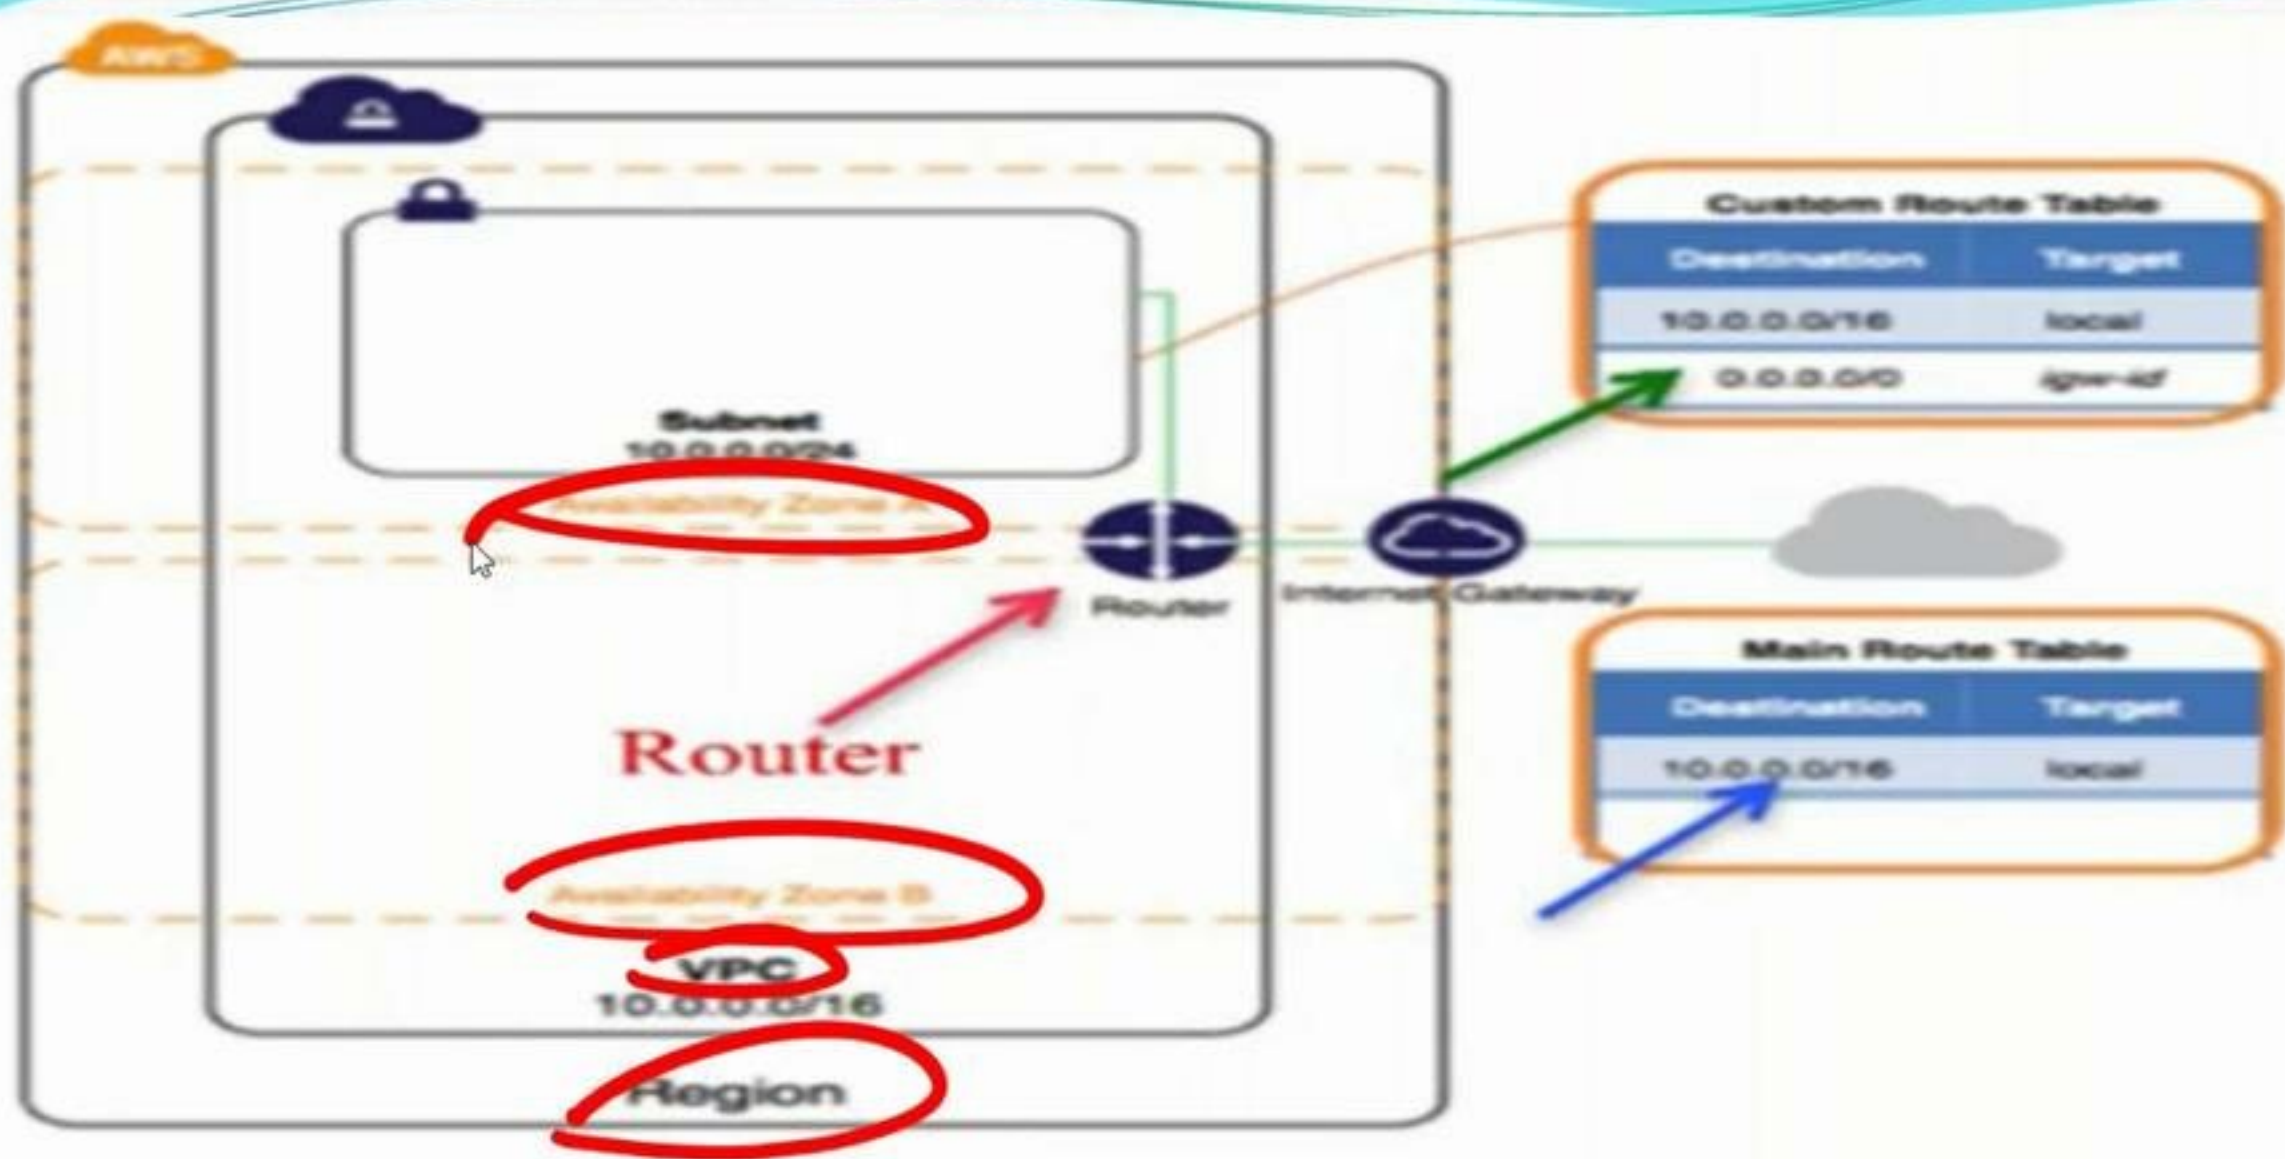 AWS
Custom Route Table
Destination Target
10.0.0.0/16 local
0.0.0.0/0 igw-id
Subnet
10.0.0.0/24
Availability Zone A
Router
Internet Gateway
Main Route Table
Destination Target
10.0.0.0/16 local
Router
Availability Zone B
VPC
10.0.0.0/16
Region